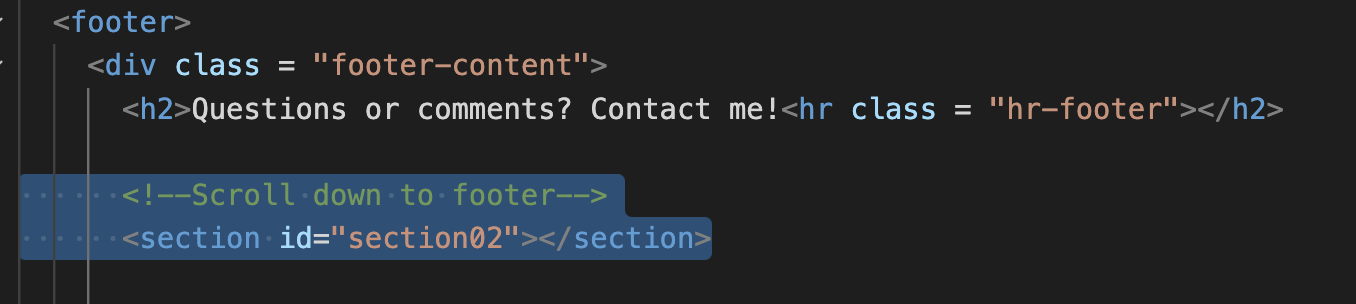 <footer>
<div class = "footer-content">
<h2>Questions or comments? Contact me!<hr class = "hr-footer"></h2>
<!--Scroll down to footer-->
<section id="section02"></section>